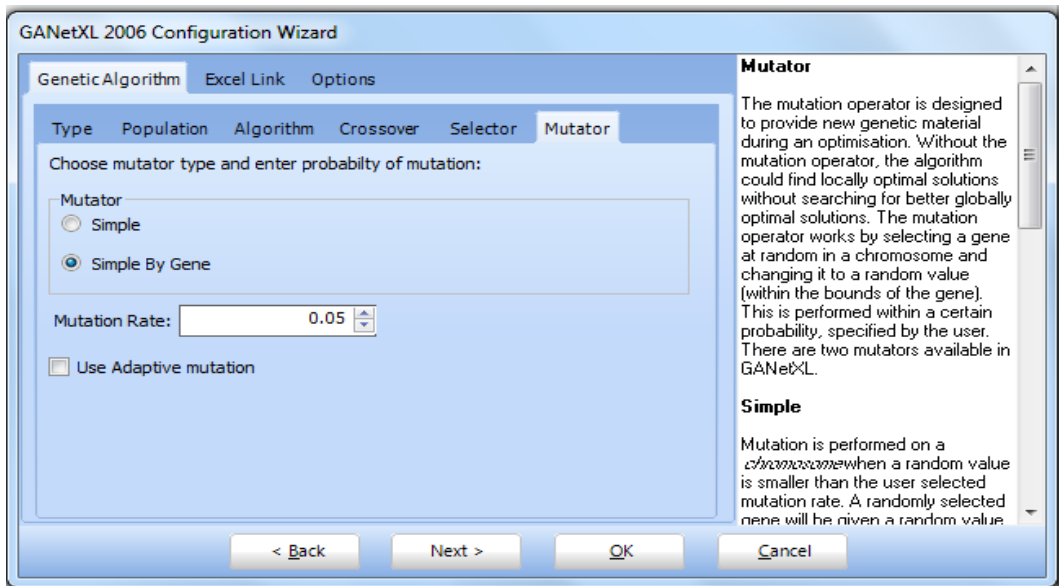 GANetXL 2006 Configuration Wizard
Genetic Algorithm Excel Link Options
Type Population Algorithm Crossover Selector Mutator
Choose mutator type and enter probabilty of mutation:
Mutator
Simple
Simple By Gene
Mutation Rate: 0.05
Use Adaptive mutation
Mutator
The mutation operator is designed
to provide new genetic material
during an optimisation. Without the
mutation operator, the algorithm
could find locally optimal solutions
without searching for better globally
optimal solutions. The mutation
operator works by selecting a gene
at random in a chromosome and
changing it to a random value
(within the bounds of the gene).
This is performed within a certain
probability, specified by the user.
There are two mutators available in
GANetXL.
Simple
Mutation is performed on a
chromosome when a random value
is smaller than the user selected
mutation rate. A randomly selected
gene will be given a random value
< Back Next > OK Cancel